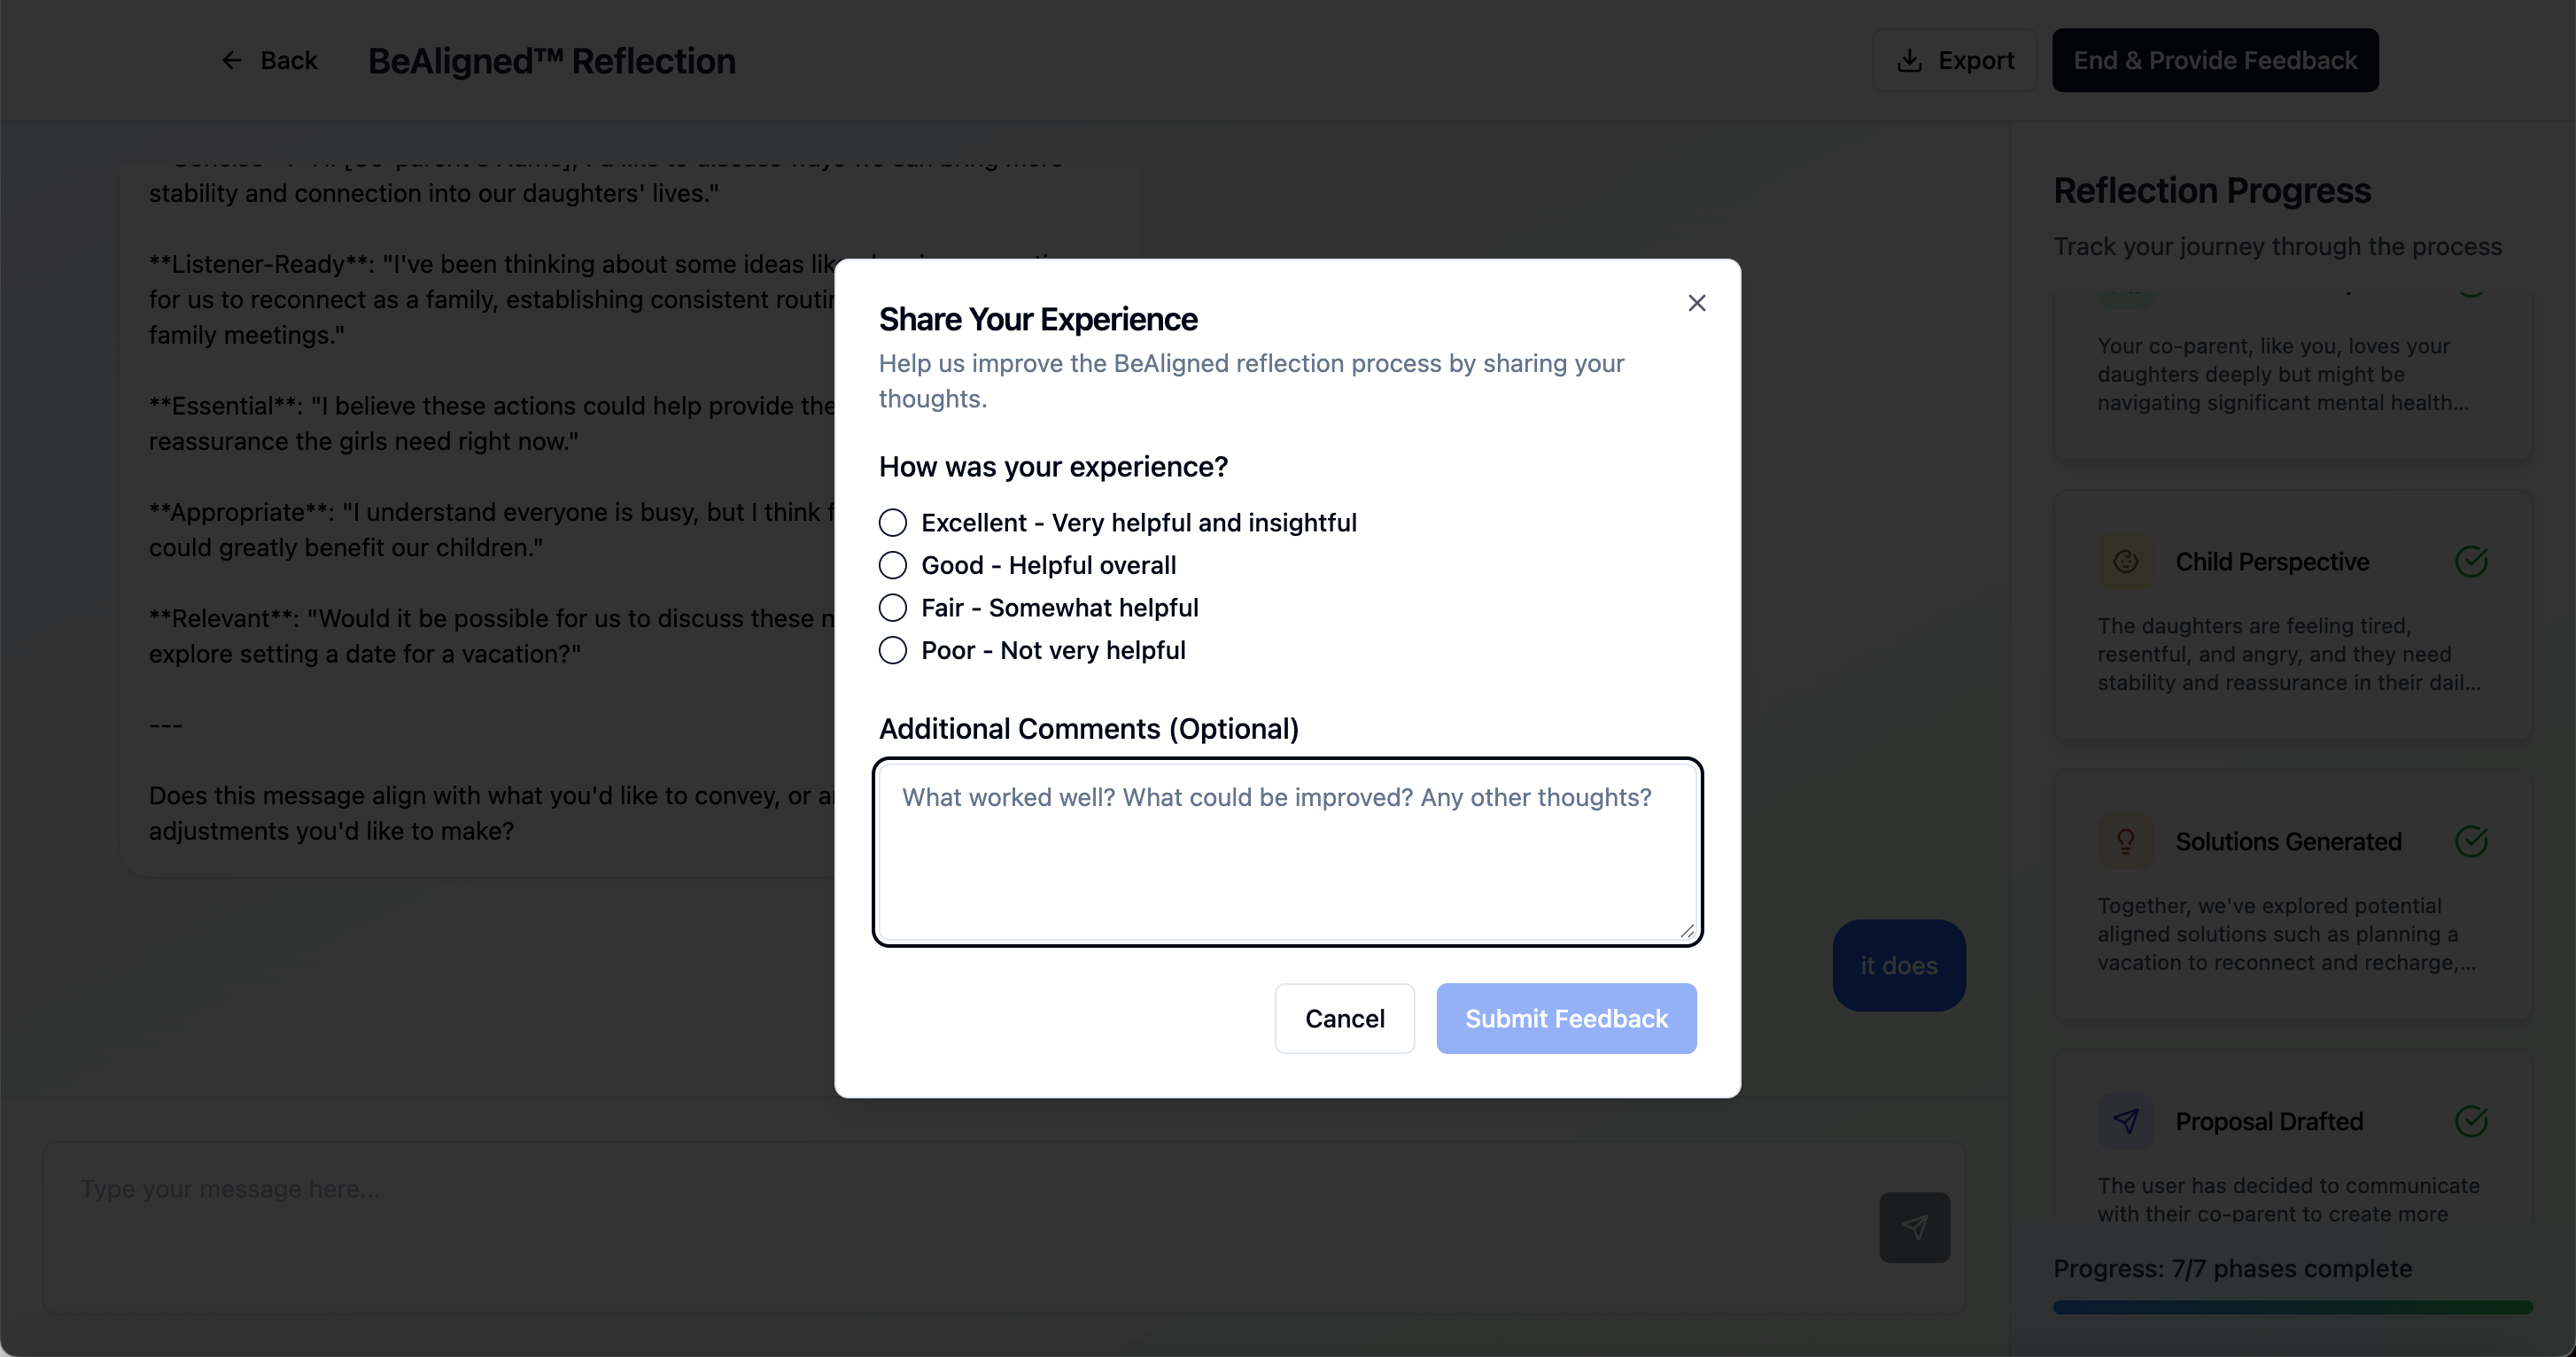 Back
BeAligned™ Reflection
Export
End & Provide Feedback
stability and connection into our daughters' lives."
**Listener-Ready**: "I've been thinking about some ideas
for us to reconnect as a family, establishing consistent
family meetings."
**Essential**: "I believe these actions could help provide
reassurance the girls need right now."
**Appropriate**: "I understand everyone is busy, but I think
could greatly benefit our children."
**Relevant**: "Would it be possible for us to discuss these
explore setting a date for a vacation?"
---
Does this message align with what you'd like to convey, or
adjustments you'd like to make?
it does
Type your message here...
Share Your Experience
Help us improve the BeAligned reflection process by sharing your
thoughts.
How was your experience?
Excellent - Very helpful and insightful
Good - Helpful overall
Fair - Somewhat helpful
Poor - Not very helpful
Additional Comments (Optional)
What worked well? What could be improved? Any other thoughts?
Cancel
Submit Feedback
Reflection Progress
Track your journey through the process
Your co-parent, like you, loves your
daughters deeply but might be
navigating significant mental health...
Child Perspective
The daughters are feeling tired,
resentful, and angry, and they need
stability and reassurance in their dail...
Solutions Generated
Together, we've explored potential
aligned solutions such as planning a
vacation to reconnect and recharge,...
Proposal Drafted
The user has decided to communicate
with their co-parent to create more
Progress: 7/7 phases complete